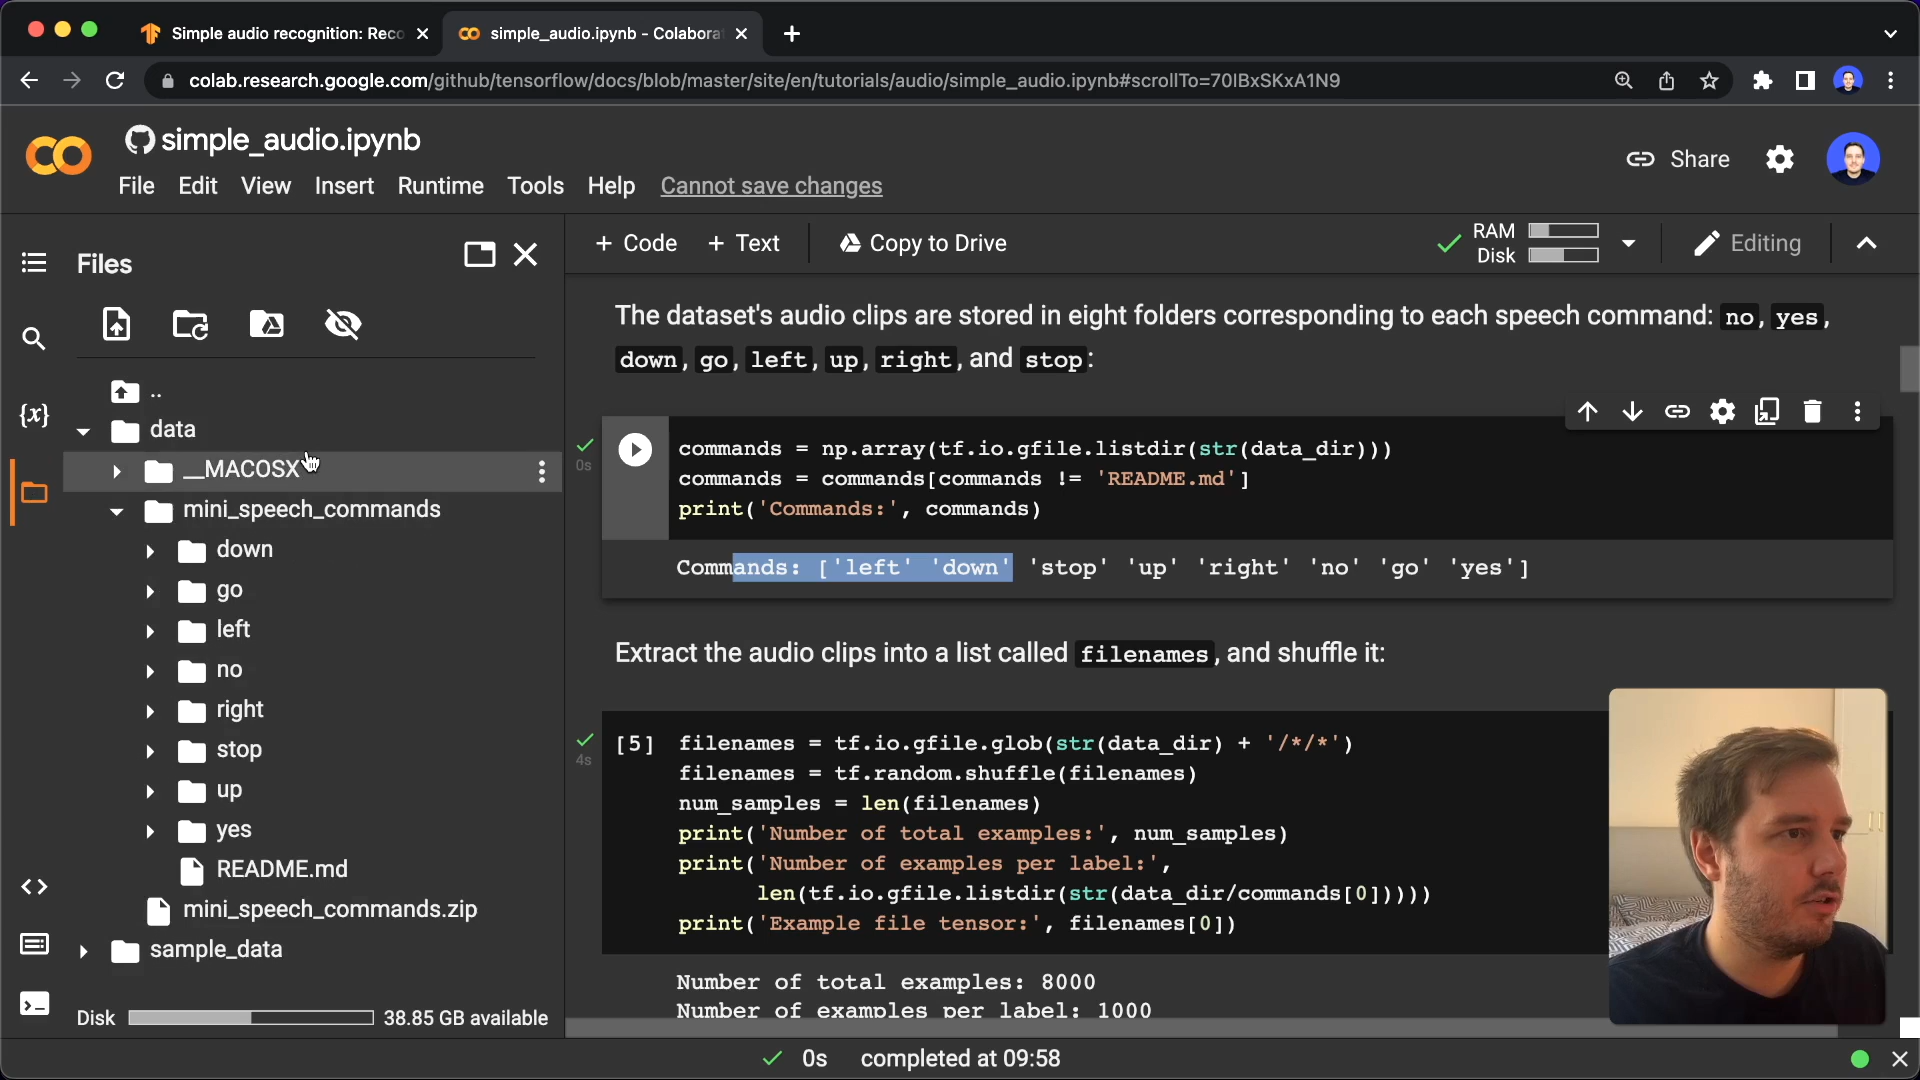 Simple audio recognition: Reco
simple_audio.ipynb - Colabora
colab.research.google.com/github/tensorflow/docs/blob/master/site/en/tutorials/audio/simple_audio.ipynb#scrollTo=70IBxSKxA1N9
simple_audio.ipynb
File Edit View Insert Runtime Tools Help Cannot save changes
Share
Files
..
data
__MACOSX
mini_speech_commands
down
go
left
no
right
stop
up
yes
README.md
mini_speech_commands.zip
sample_data
Disk 38.85 GB available
+ Code + Text Copy to Drive
RAM
Disk
Editing
The dataset's audio clips are stored in eight folders corresponding to each speech command: no, yes,
down, go, left, up, right, and stop:
0s
commands = np.array(tf.io.gfile.listdir(str(data_dir)))
commands = commands[commands != 'README.md']
print('Commands:', commands)
Commands: ['left' 'down' 'stop' 'up' 'right' 'no' 'go' 'yes']
Extract the audio clips into a list called filenames, and shuffle it:
4s
[5] filenames = tf.io.gfile.glob(str(data_dir) + '/*/*')
filenames = tf.random.shuffle(filenames)
num_samples = len(filenames)
print('Number of total examples:', num_samples)
print('Number of examples per label:',
len(tf.io.gfile.listdir(str(data_dir/commands[0]))))
print('Example file tensor:', filenames[0])
Number of total examples: 8000
Number of examples per label: 1000
0s completed at 09:58